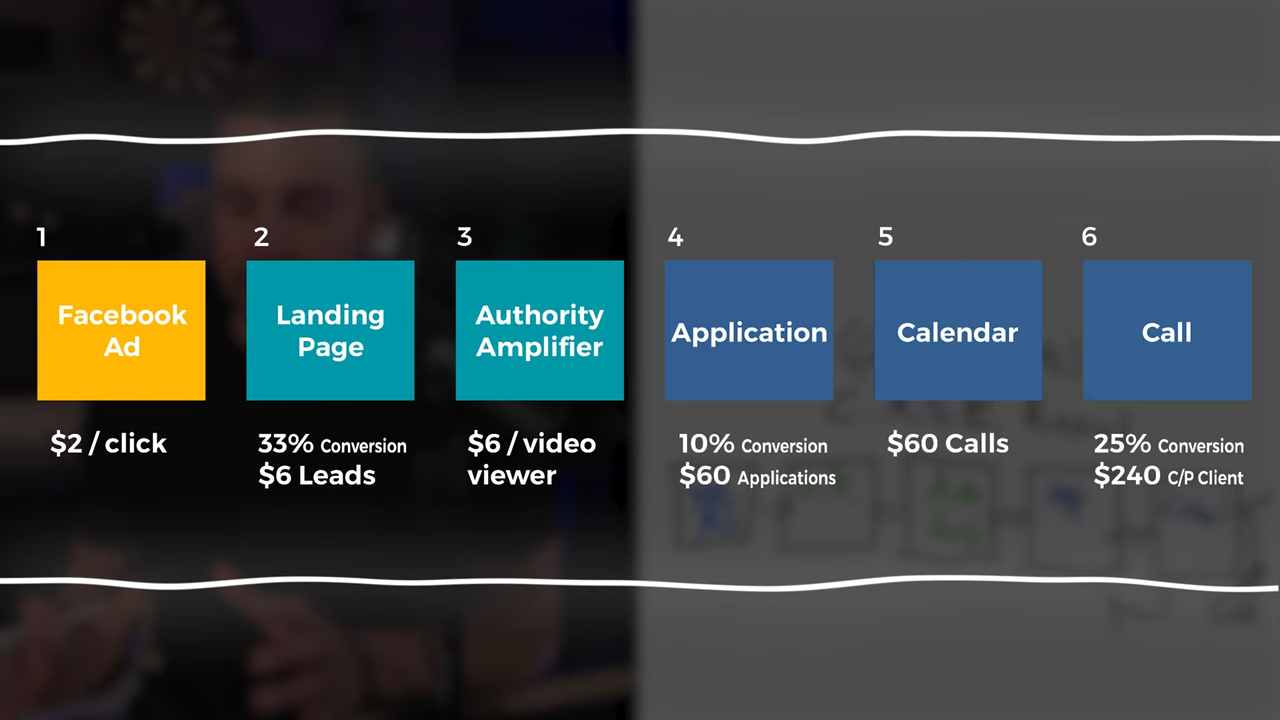 1
Facebook
Ad
$2 / click
2
Landing
Page
33% Conversion
$6 Leads
3
Authority
Amplifier
$6 / video
viewer
4
Application
10% Conversion
$60 Applications
5
Calendar
$60 Calls
6
Call
25% Conversion
$240 C/P Client